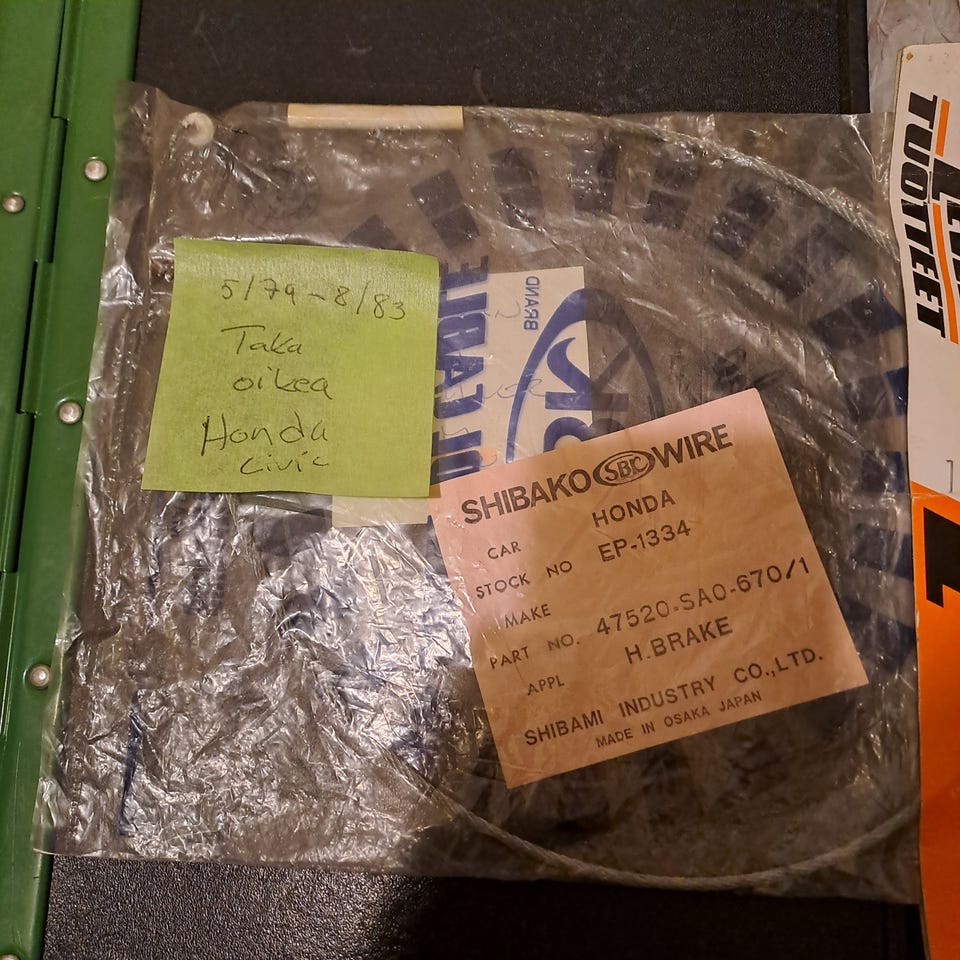 5/79-8/83
Taka
oikea
Honda
civic
BRAND
SHIBAKO SBC WIRE
CAR HONDA
STOCK NO EP-1334
MAKE
PART NO. 47520-SA0-670/1
APPL H.BRAKE
SHIBAMI INDUSTRY CO.,LTD.
MADE IN OSAKA JAPAN
TUOTTEET